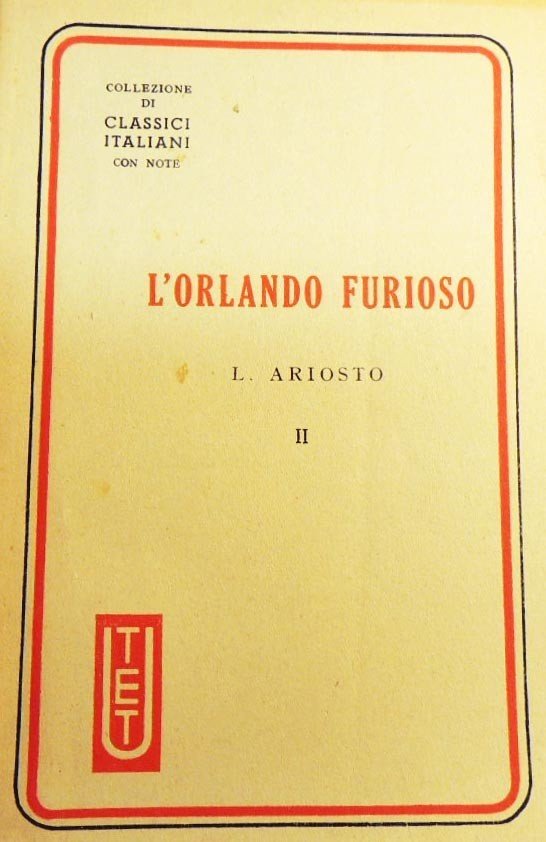 COLLEZIONE
DI
CLASSICI
ITALIANI
CON NOTE
L'ORLANDO FURIOSO
L. ARIOSTO
II
UTET